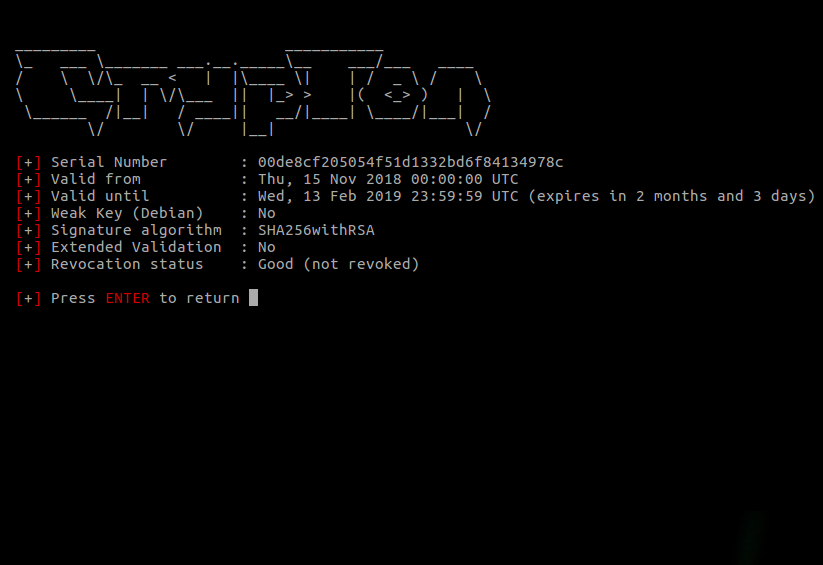 CrypTon
[+] Serial Number        : 00de8cf205054f51d1332bd6f84134978c
[+] Valid from           : Thu, 15 Nov 2018 00:00:00 UTC
[+] Valid until          : Wed, 13 Feb 2019 23:59:59 UTC (expires in 2 months and 3 days)
[+] Weak Key (Debian)    : No
[+] Signature algorithm  : SHA256withRSA
[+] Extended Validation  : No
[+] Revocation status    : Good (not revoked)
[+] Press ENTER to return